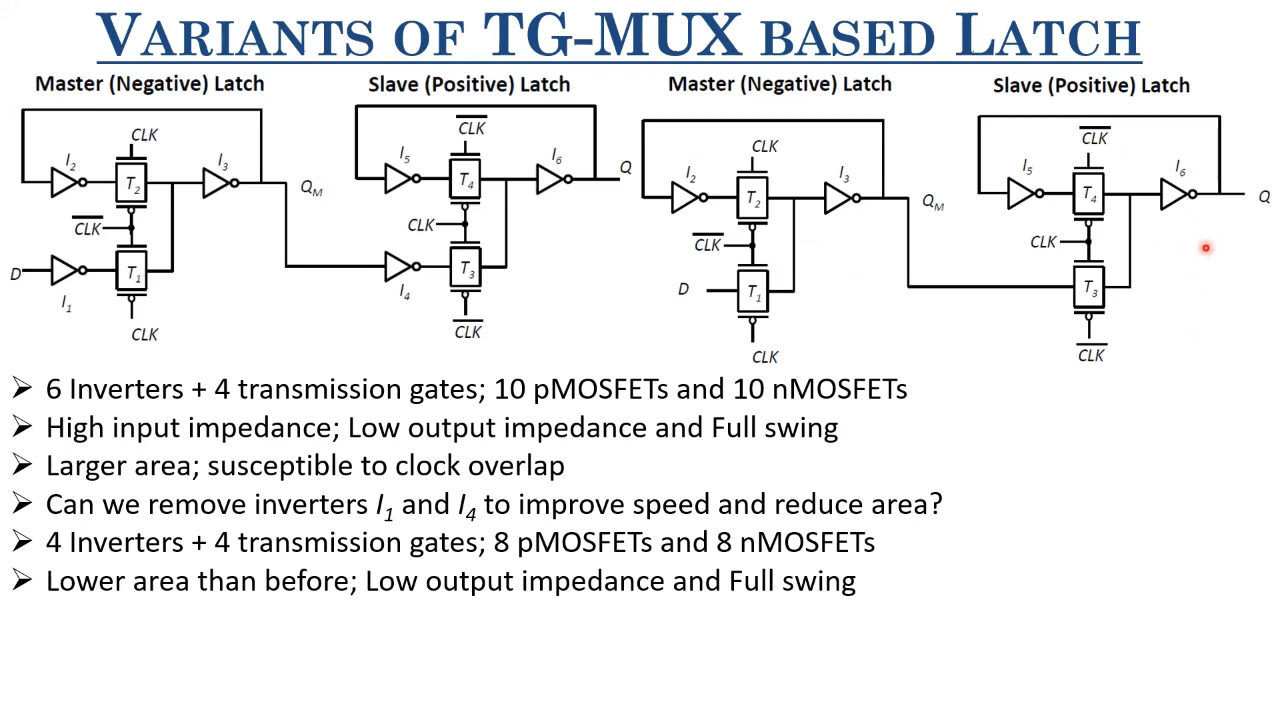 VARIANTS OF TG-MUX BASED LATCH
Master (Negative) Latch
Slave (Positive) Latch
Master (Negative) Latch
Slave (Positive) Latch
CLK
I2
T2
I3
QM
CLK
D
I1
T1
CLK
CLK
I5
T4
I6
Q
CLK
I4
T3
CLK
CLK
I2
T2
I3
QM
CLK
D
T1
CLK
CLK
I5
T4
I6
Q
CLK
T3
CLK
➢ 6 Inverters + 4 transmission gates; 10 pMOSFETs and 10 nMOSFETs
➢ High input impedance; Low output impedance and Full swing
➢ Larger area; susceptible to clock overlap
➢ Can we remove inverters I1 and I4 to improve speed and reduce area?
➢ 4 Inverters + 4 transmission gates; 8 pMOSFETs and 8 nMOSFETs
➢ Lower area than before; Low output impedance and Full swing